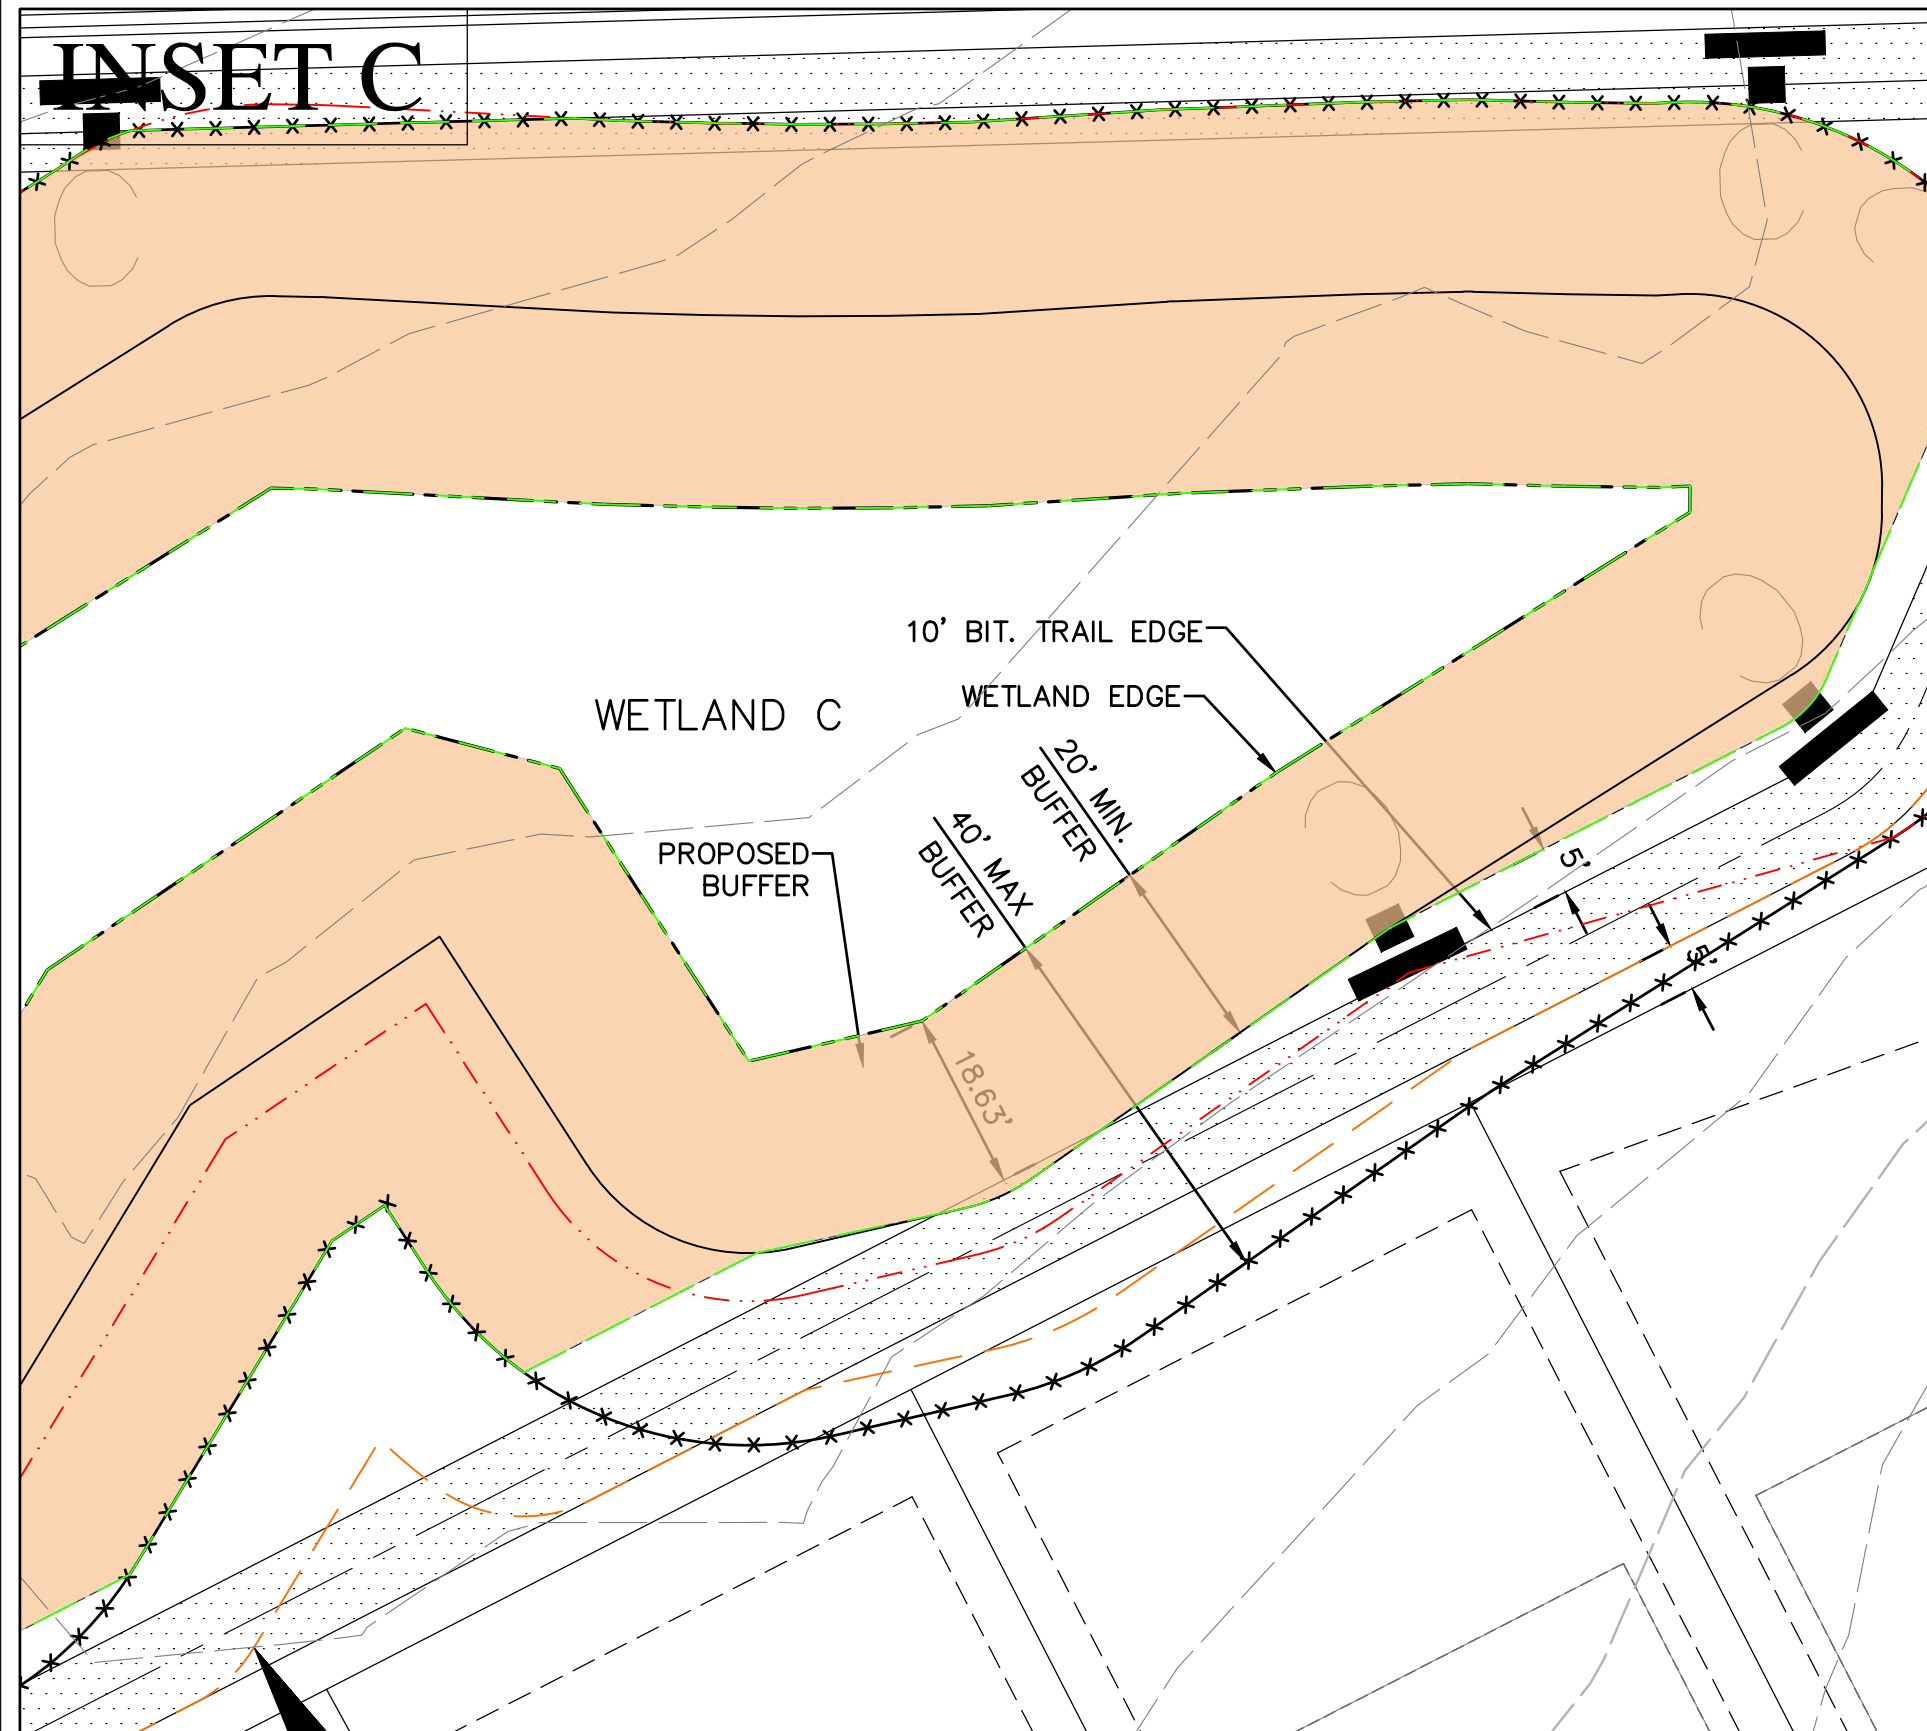 INSET C
10' BIT. TRAIL EDGE
WETLAND EDGE
WETLAND C
20' MIN.
BUFFER
40' MAX
BUFFER
PROPOSED
BUFFER
5'
5'
18.63'